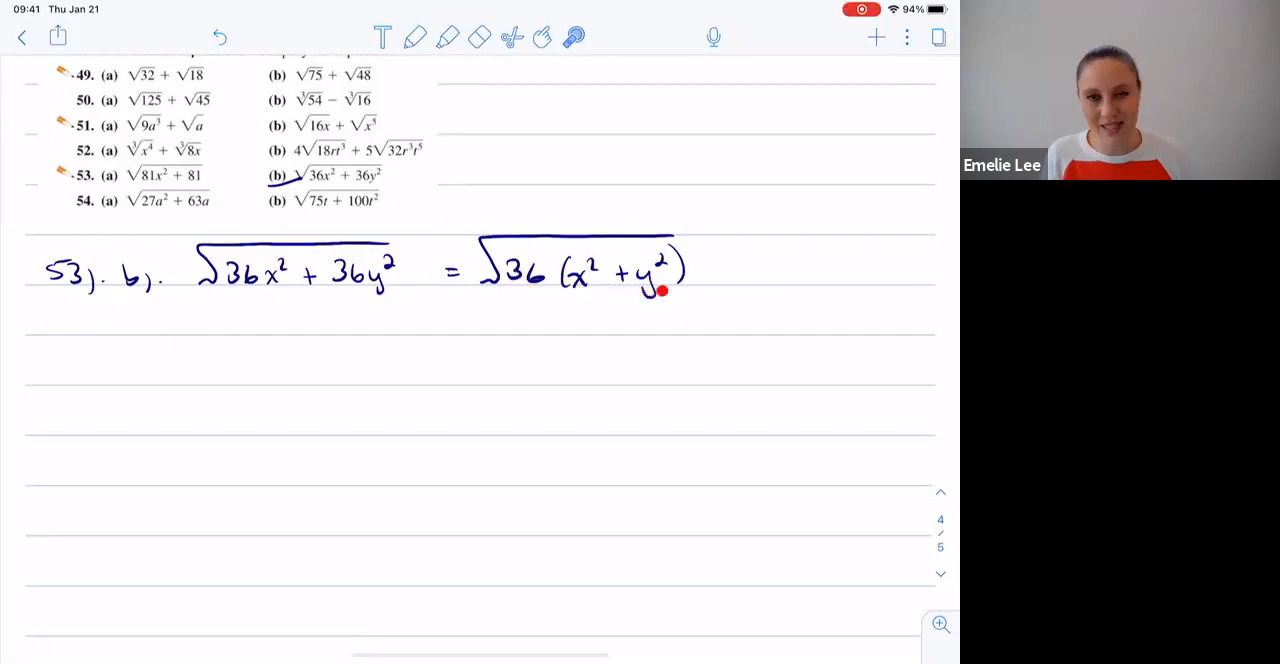 09:41 Thu Jan 21
94%
49. (a) √32 + √18 (b) √75 + √48
50. (a) √125 + √45 (b) ∛54 − ∛16
51. (a) √9a³ + √a (b) √16x + √x⁵
52. (a) ∛x⁴ + ∛8x (b) 4√18rt³ + 5√32r³t⁵
53. (a) √81x² + 81 (b) √36x² + 36y²
54. (a) √27a² + 63a (b) √75t + 100t²
53). b). √36x² + 36y² = √36 (x² + y²)
Emelie Lee
4
/
5